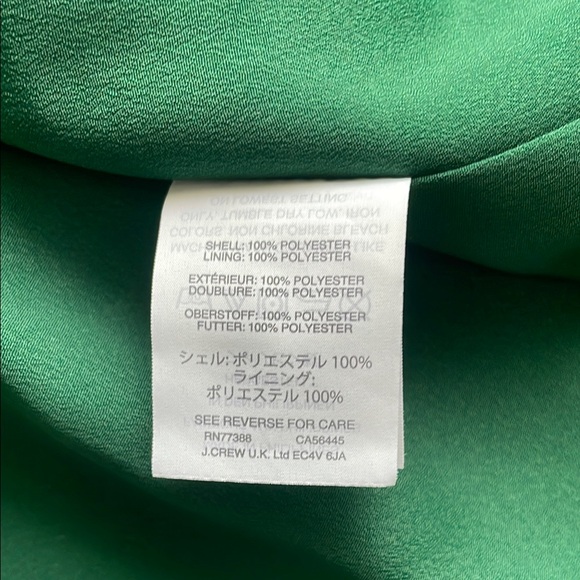 SHELL: 100% POLYESTER
LINING: 100% POLYESTER
EXTÉRIEUR: 100% POLYESTER
DOUBLURE: 100% POLYESTER
OBERSTOFF: 100% POLYESTER
FUTTER: 100% POLYESTER
シェル: ポリエステル 100%
ライニング:
ポリエステル 100%
SEE REVERSE FOR CARE
RN77388 CA56445
J.CREW U.K. Ltd EC4V 6JA